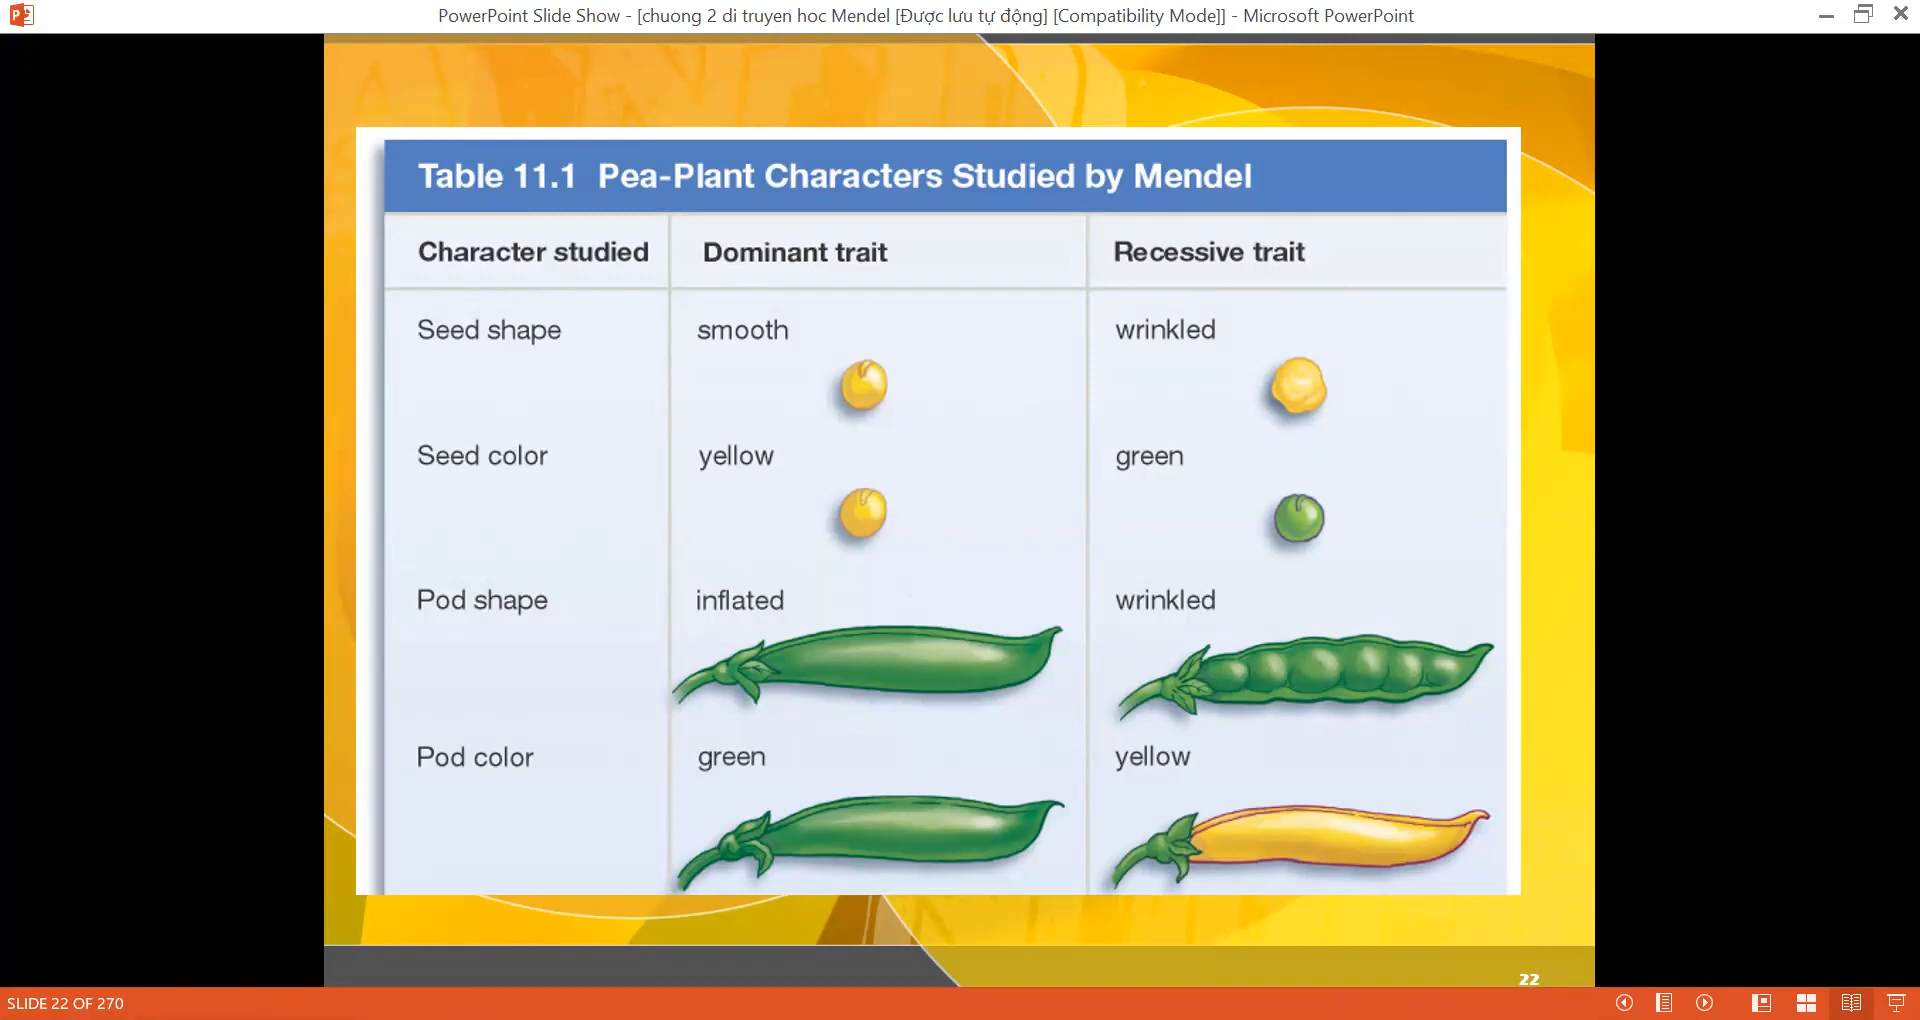 PowerPoint Slide Show - [chuong 2 di truyen hoc Mendel [Được lưu tự động] [Compatibility Mode]] - Microsoft PowerPoint
Table 11.1 Pea-Plant Characters Studied by Mendel
Character studied Dominant trait Recessive trait
Seed shape smooth wrinkled
Seed color yellow green
Pod shape inflated wrinkled
Pod color green yellow
22
SLIDE 22 OF 270